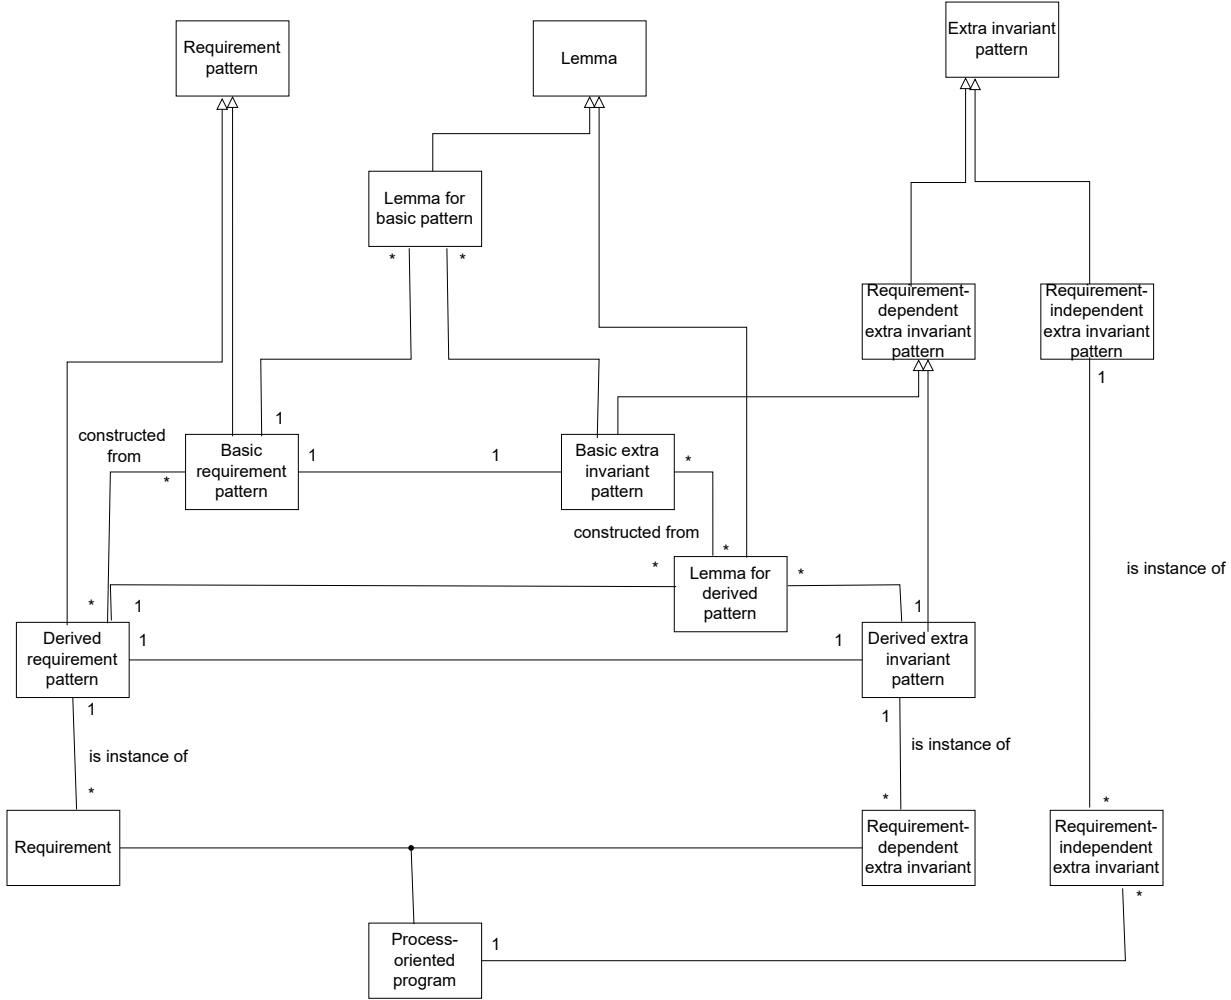 Extra invariant
pattern
Requirement
pattern
Lemma
Lemma for
basic pattern
*
*
Requirement-
dependent
extra invariant
pattern
Requirement-
independent
extra invariant
pattern
1
1
constructed
from
*
Basic
requirement
pattern
1
1
Basic extra
invariant
pattern
*
constructed from
*
*
Lemma for
derived
pattern
*
is instance of
*
1
1
Derived
requirement
pattern
1
1
Derived extra
invariant
pattern
1
is instance of
*
1
is instance of
*
*
Requirement
Requirement-
dependent
extra invariant
Requirement-
independent
extra invariant
*
Process-
oriented
program
1